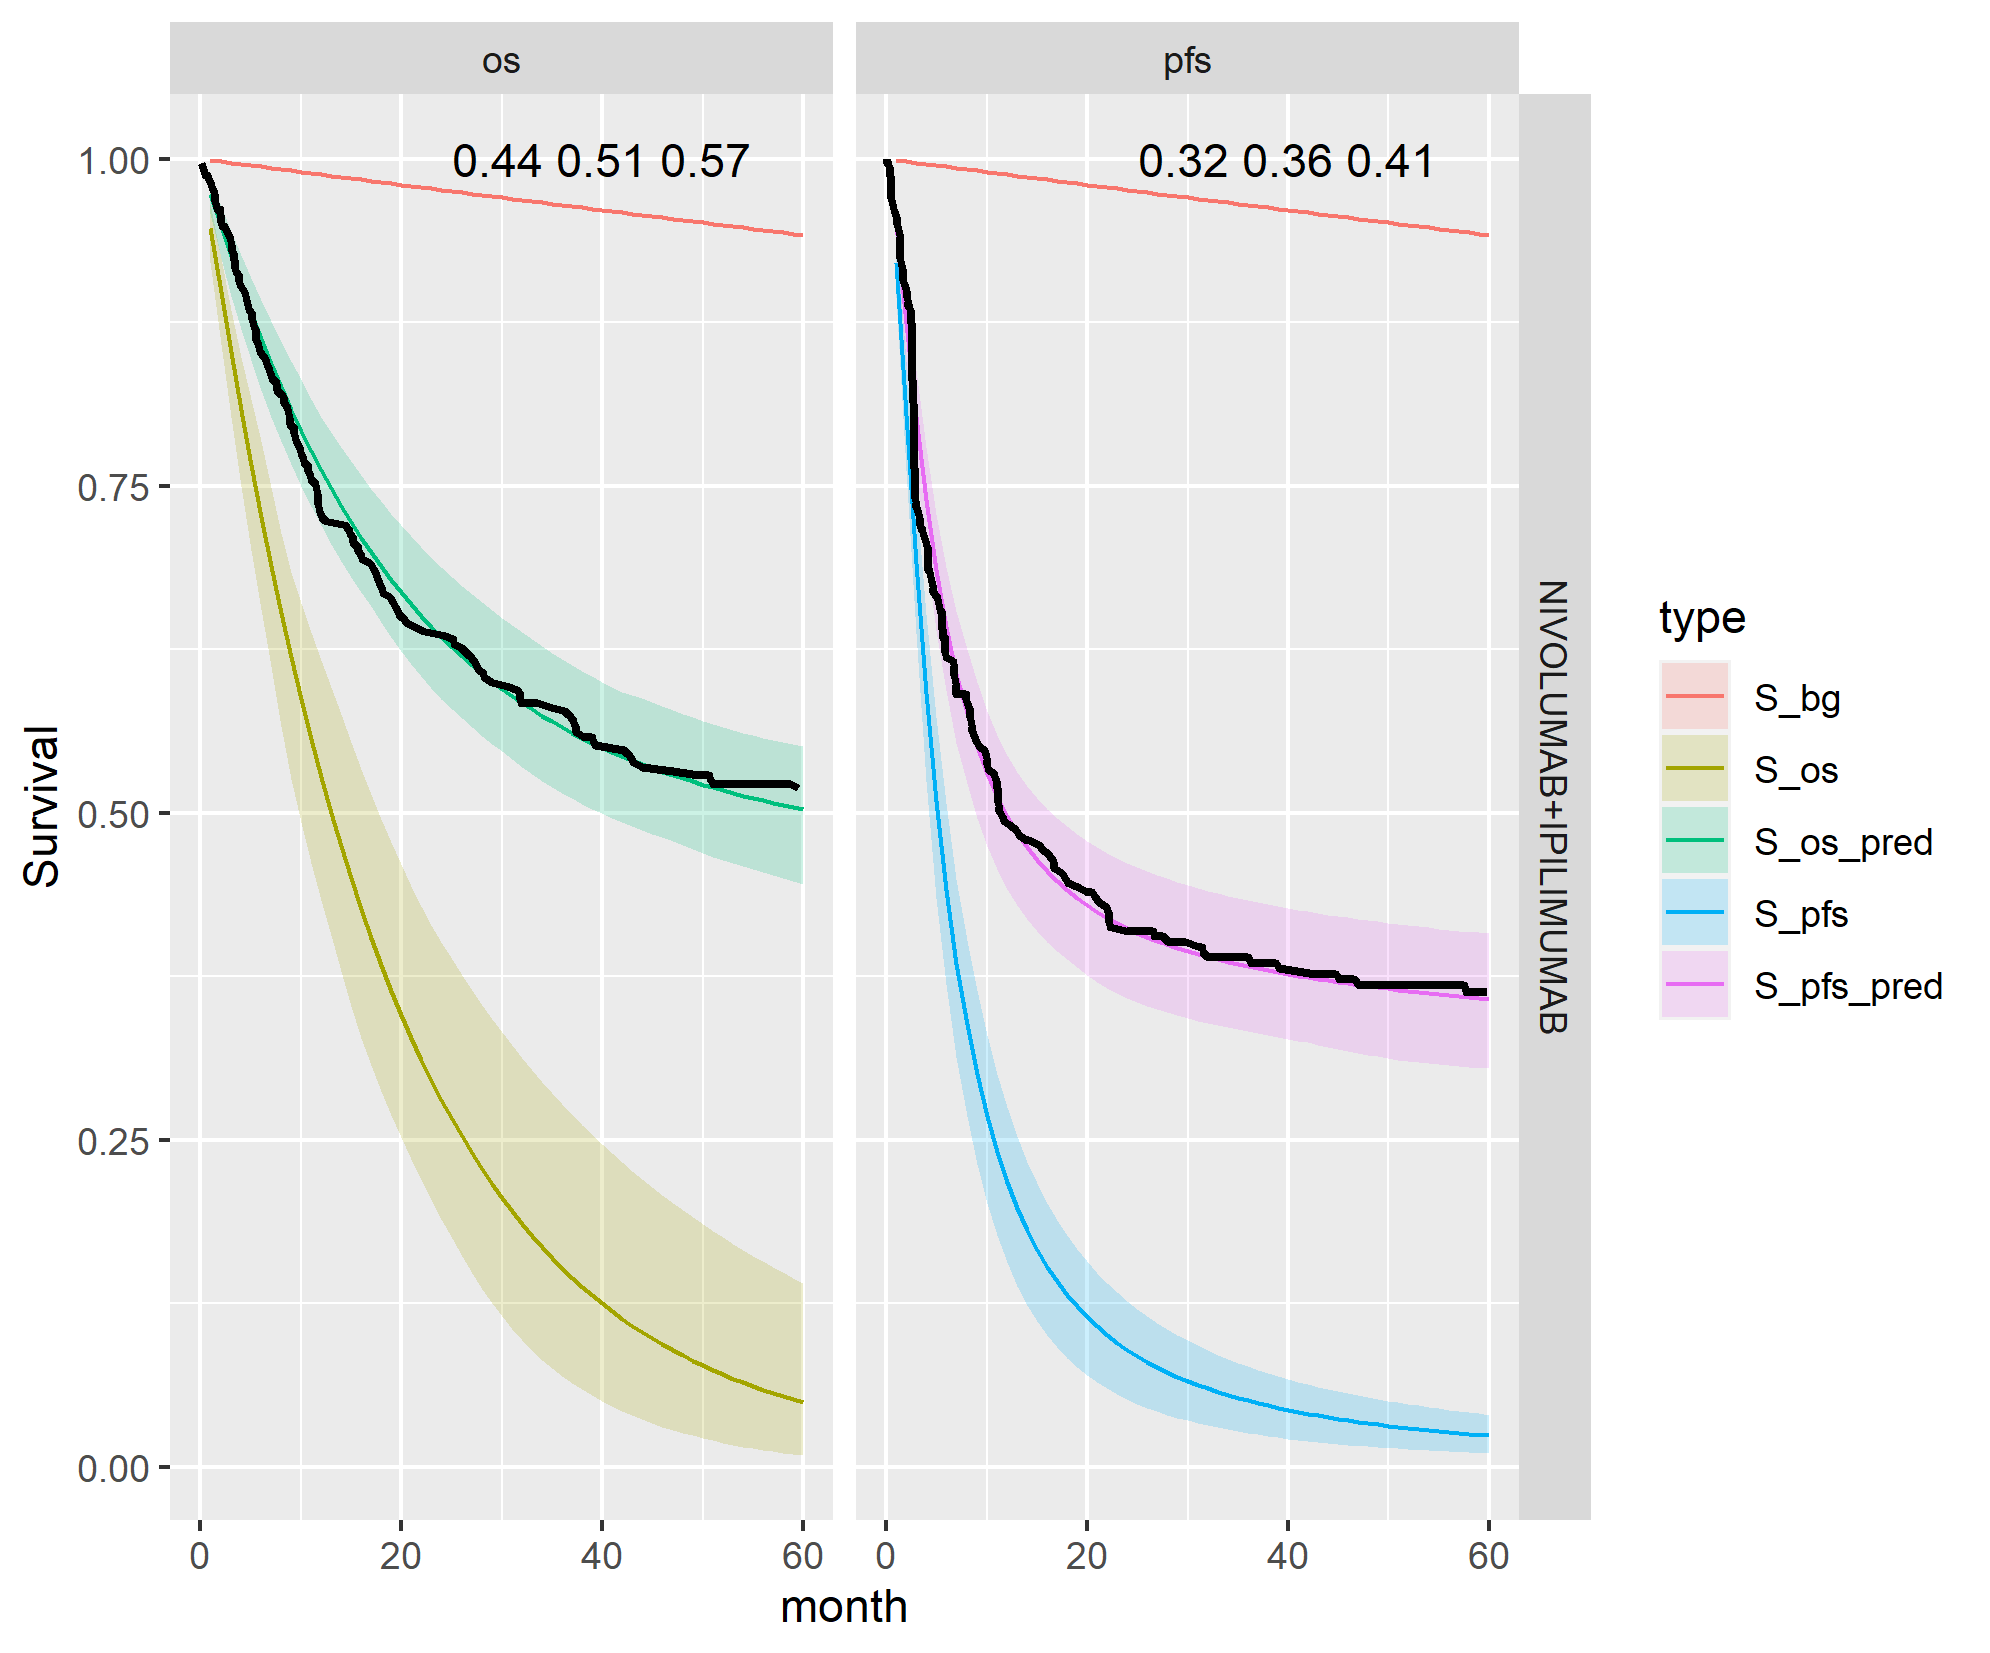 os
pfs
0.44 0.51 0.57
0.32 0.36 0.41
1.00
0.75
0.50
0.25
0.00
Survival
0 20 40 60
0 20 40 60
month
NIVOLUMAB+IPILIMUMAB
type
S_bg
S_os
S_os_pred
S_pfs
S_pfs_pred